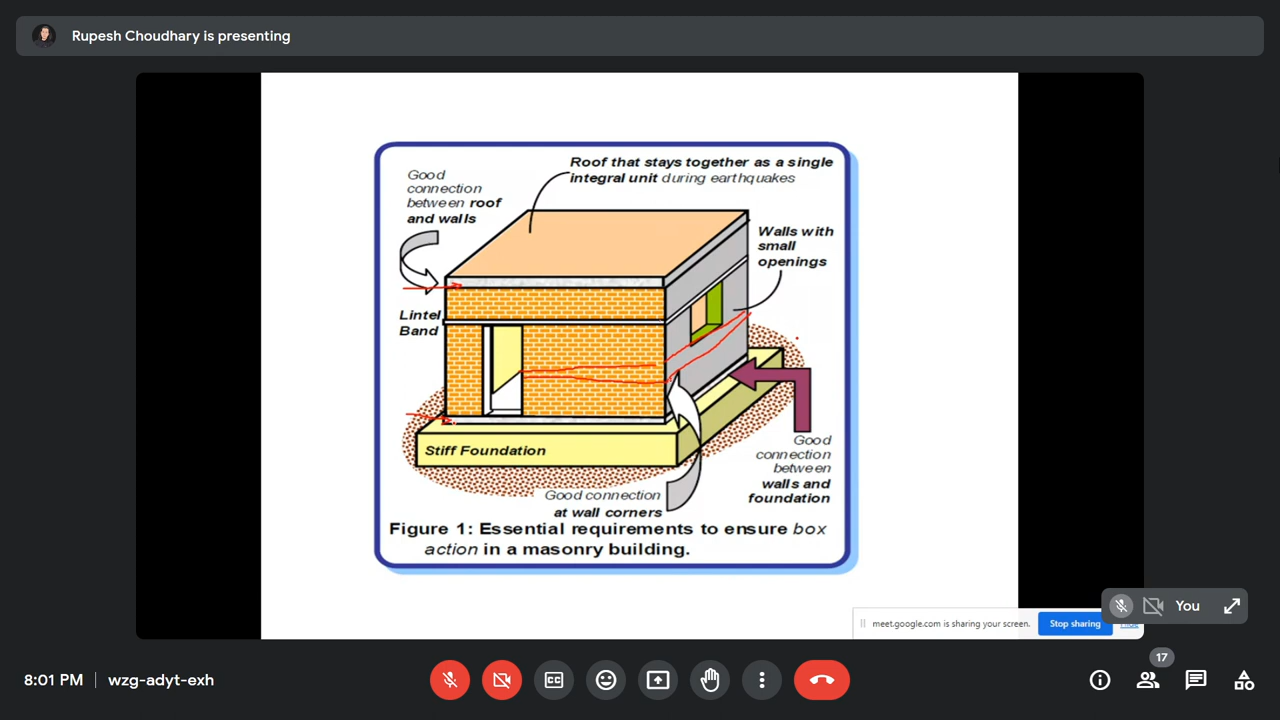 Rupesh Choudhary is presenting
Good
connection
between roof
and walls
Roof that stays together as a single
integral unit during earthquakes
Walls with
small
openings
Lintel
Band
Stiff Foundation
Good
connection
between
walls and
foundation
Good connection
at wall corners
Figure 1: Essential requirements to ensure box
action in a masonry building.
You
meet.google.com is sharing your screen.
Stop sharing
Hide
17
8:01 PM
wzg-adyt-exh